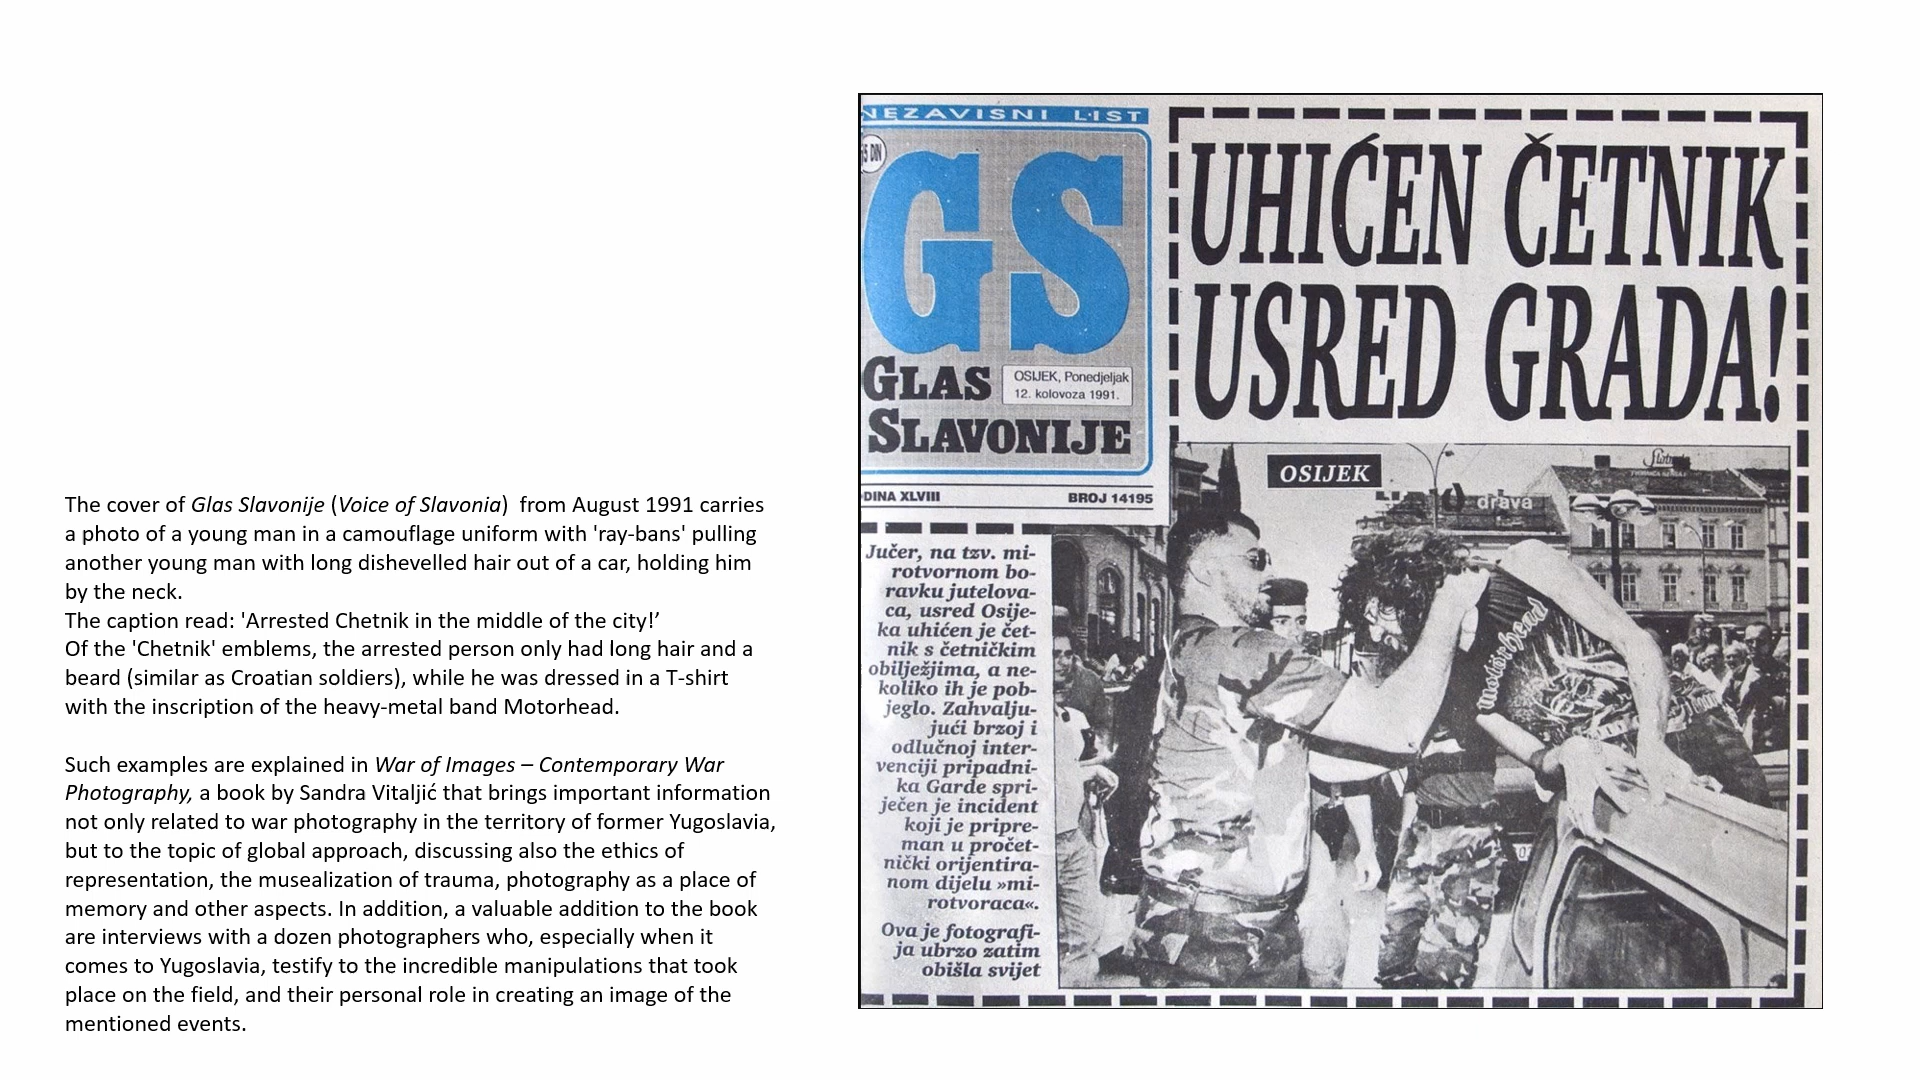 The cover of Glas Slavonije (Voice of Slavonia) from August 1991 carries
a photo of a young man in a camouflage uniform with 'ray-bans' pulling
another young man with long dishevelled hair out of a car, holding him
by the neck.
The caption read: 'Arrested Chetnik in the middle of the city!’
Of the 'Chetnik' emblems, the arrested person only had long hair and a
beard (similar as Croatian soldiers), while he was dressed in a T-shirt
with the inscription of the heavy-metal band Motorhead.
Such examples are explained in War of Images – Contemporary War
Photography, a book by Sandra Vitaljić that brings important information
not only related to war photography in the territory of former Yugoslavia,
but to the topic of global approach, discussing also the ethics of
representation, the musealization of trauma, photography as a place of
memory and other aspects. In addition, a valuable addition to the book
are interviews with a dozen photographers who, especially when it
comes to Yugoslavia, testify to the incredible manipulations that took
place on the field, and their personal role in creating an image of the
mentioned events.
NEZAVISNI LIST
5 DIN
GS
GLAS
SLAVONIJE
OSIJEK, Ponedjeljak
12. kolovoza 1991.
DINA XLVIII BROJ 14195
UHIĆEN ČETNIK
USRED GRADA!
Jučer, na tzv. mi-
rotvornom bo-
ravku jutelova-
ca, usred Osije-
ka uhićen je čet-
nik s četničkim
obilježjima, a ne-
koliko ih je pob-
jeglo. Zahvalju-
jući brzoj i
odlučnoj inter-
venciji pripadni-
ka Garde spri-
ječen je incident
koji je pripre-
man u pročet-
nički orijentira-
nom dijelu »mi-
rotvoraca«.
Ova je fotografi-
ja ubrzo zatim
obišla svijet
OSIJEK
drava
motörhead